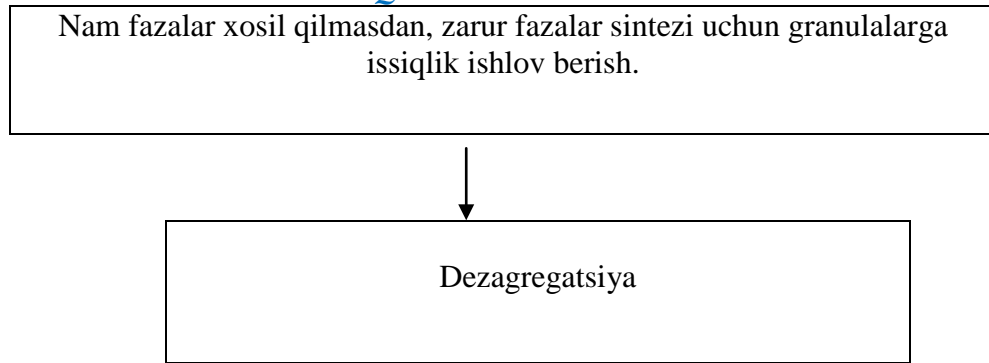 Nam fazalar xosil qilmasdan, zarur fazalar sintezi uchun granulalarga
issiqlik ishlov berish.
Dezagregatsiya